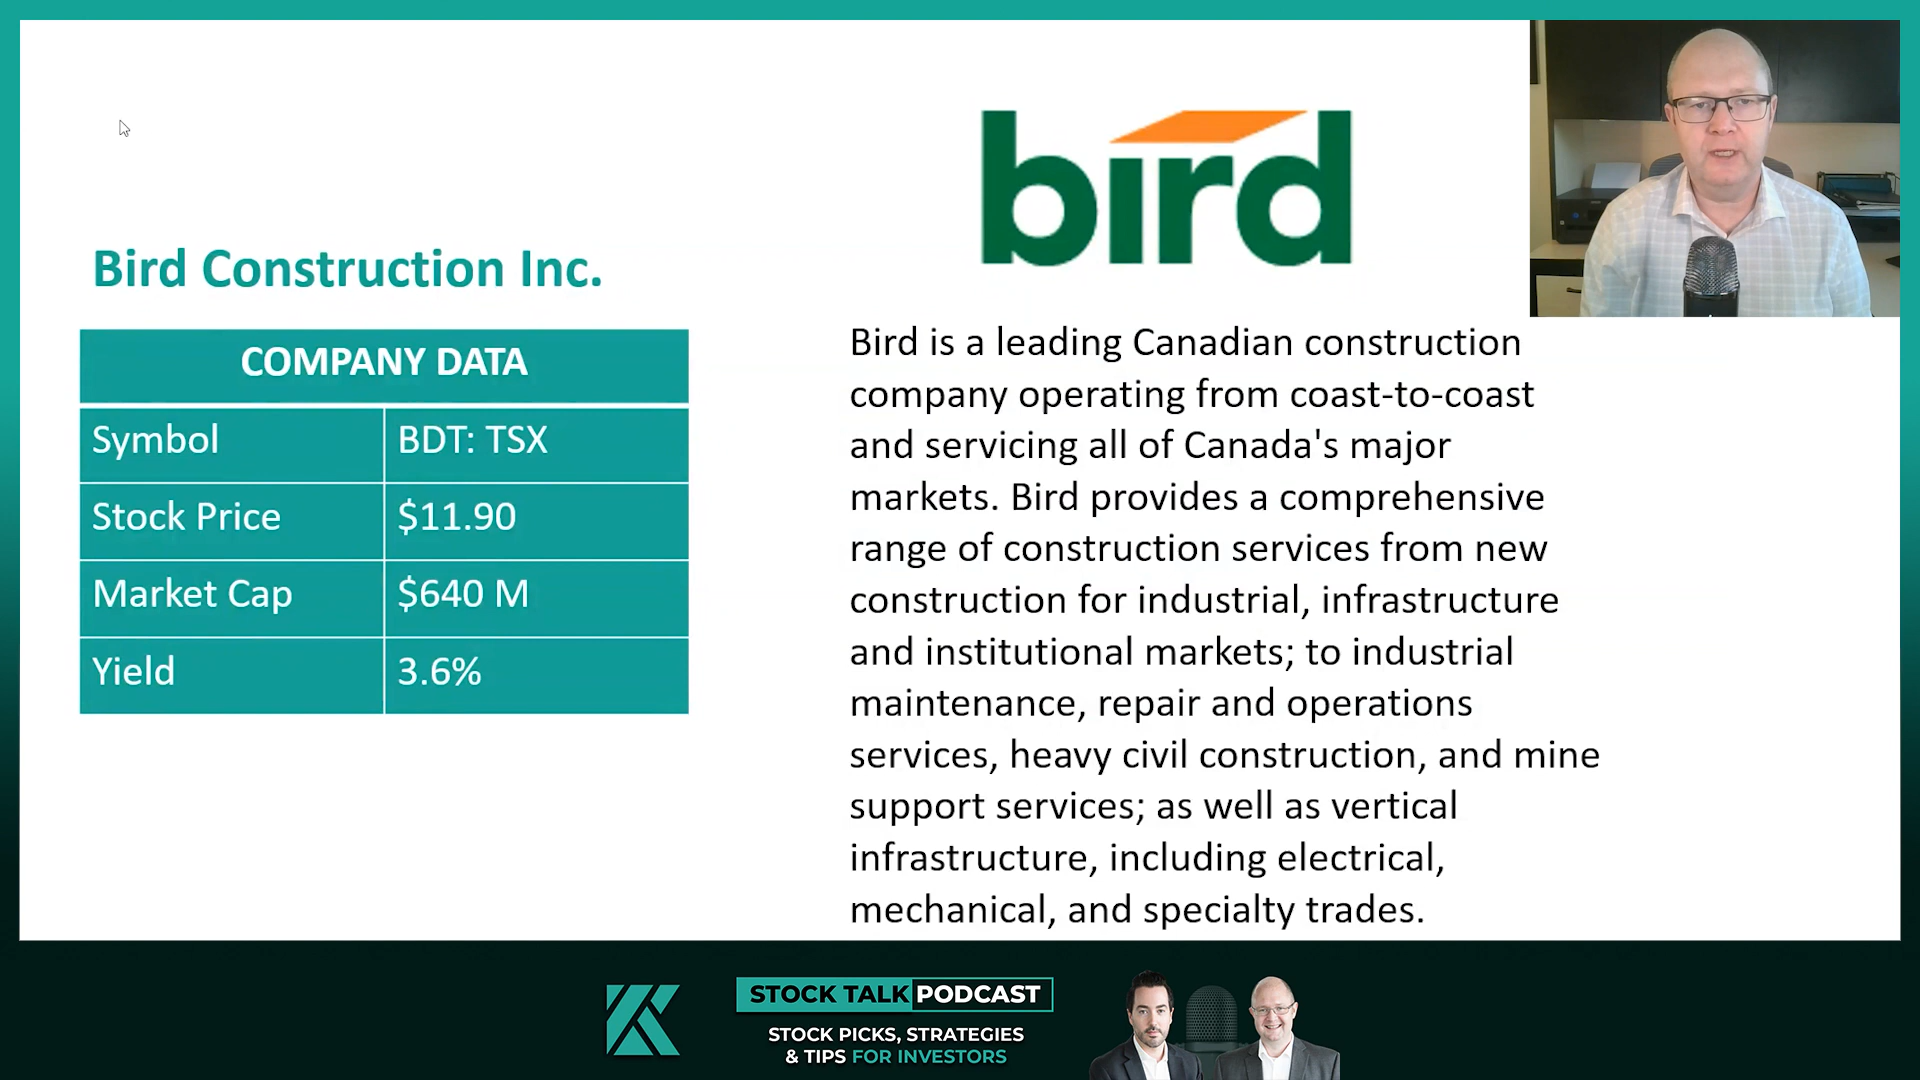 bird
Bird Construction Inc.
COMPANY DATA
Symbol BDT: TSX
Stock Price $11.90
Market Cap $640 M
Yield 3.6%
Bird is a leading Canadian construction
company operating from coast-to-coast
and servicing all of Canada's major
markets. Bird provides a comprehensive
range of construction services from new
construction for industrial, infrastructure
and institutional markets; to industrial
maintenance, repair and operations
services, heavy civil construction, and mine
support services; as well as vertical
infrastructure, including electrical,
mechanical, and specialty trades.
STOCK TALK PODCAST
STOCK PICKS, STRATEGIES
& TIPS FOR INVESTORS